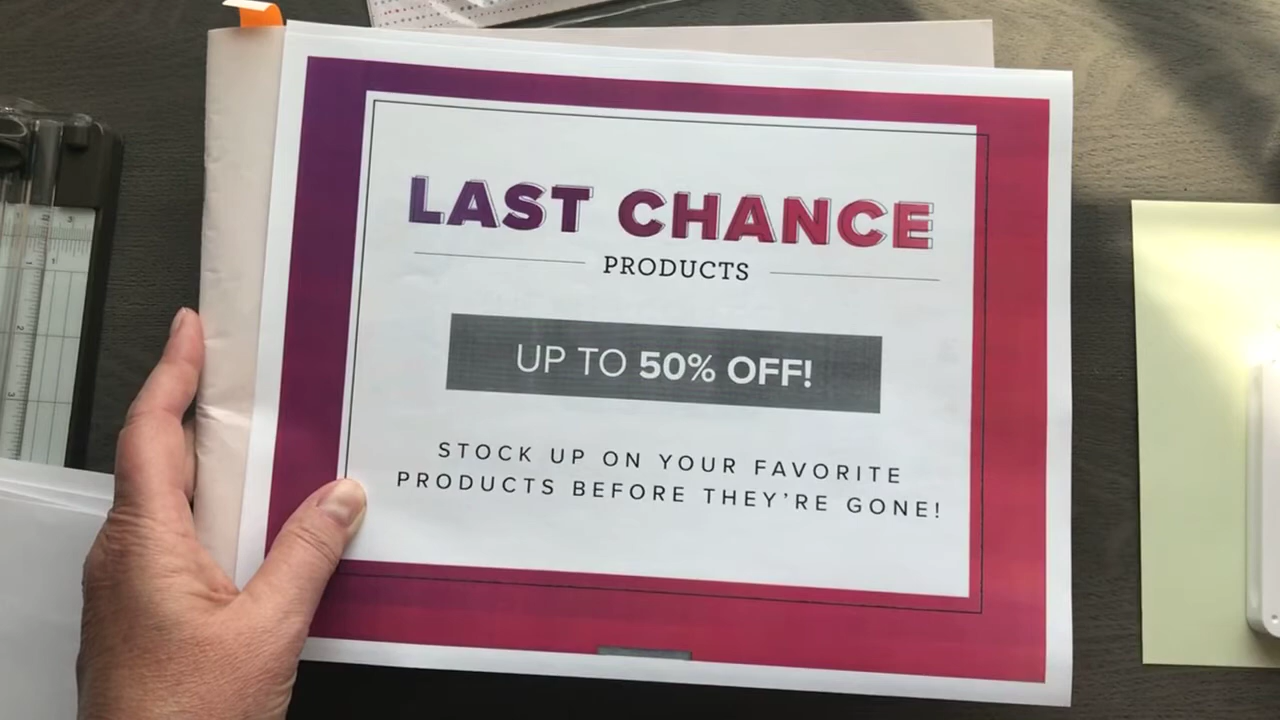 LAST CHANCE
PRODUCTS
UP TO 50% OFF!
STOCK UP ON YOUR FAVORITE
PRODUCTS BEFORE THEY'RE GONE!